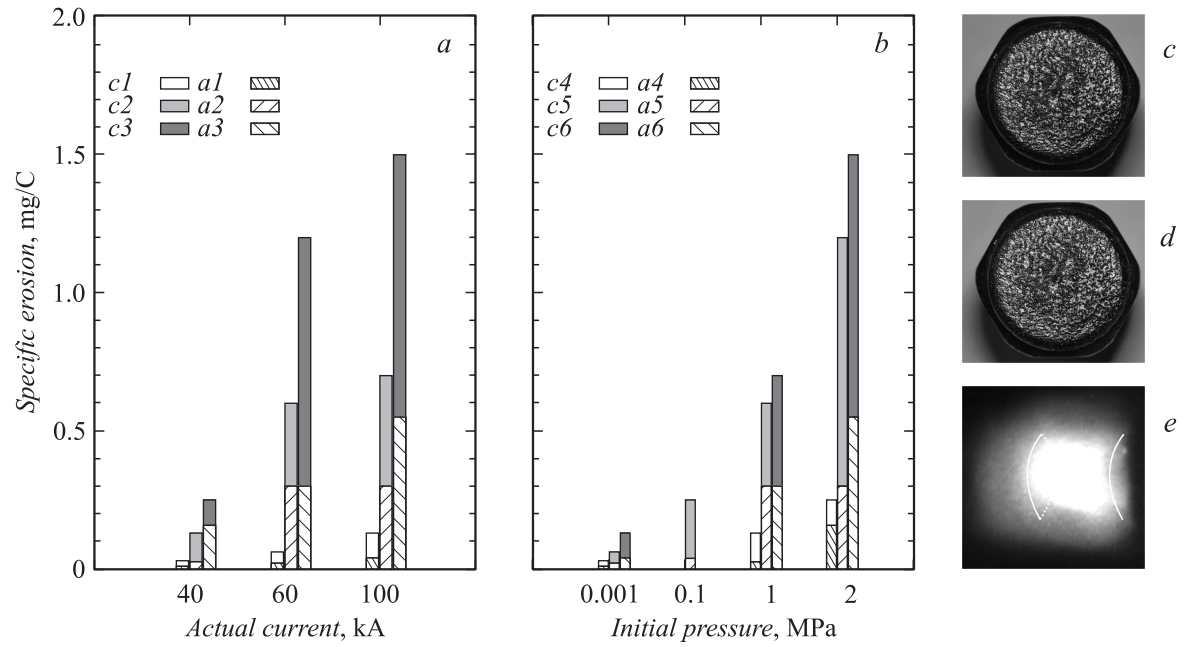 2.0
1.5
1.0
0.5
0
Specific erosion, mg/C
a
c1 a1
c2 a2
c3 a3
40 60 100
Actual current, kA
b
c4 a4
c5 a5
c6 a6
0.001 0.1 1 2
Initial pressure, MPa
c
d
e